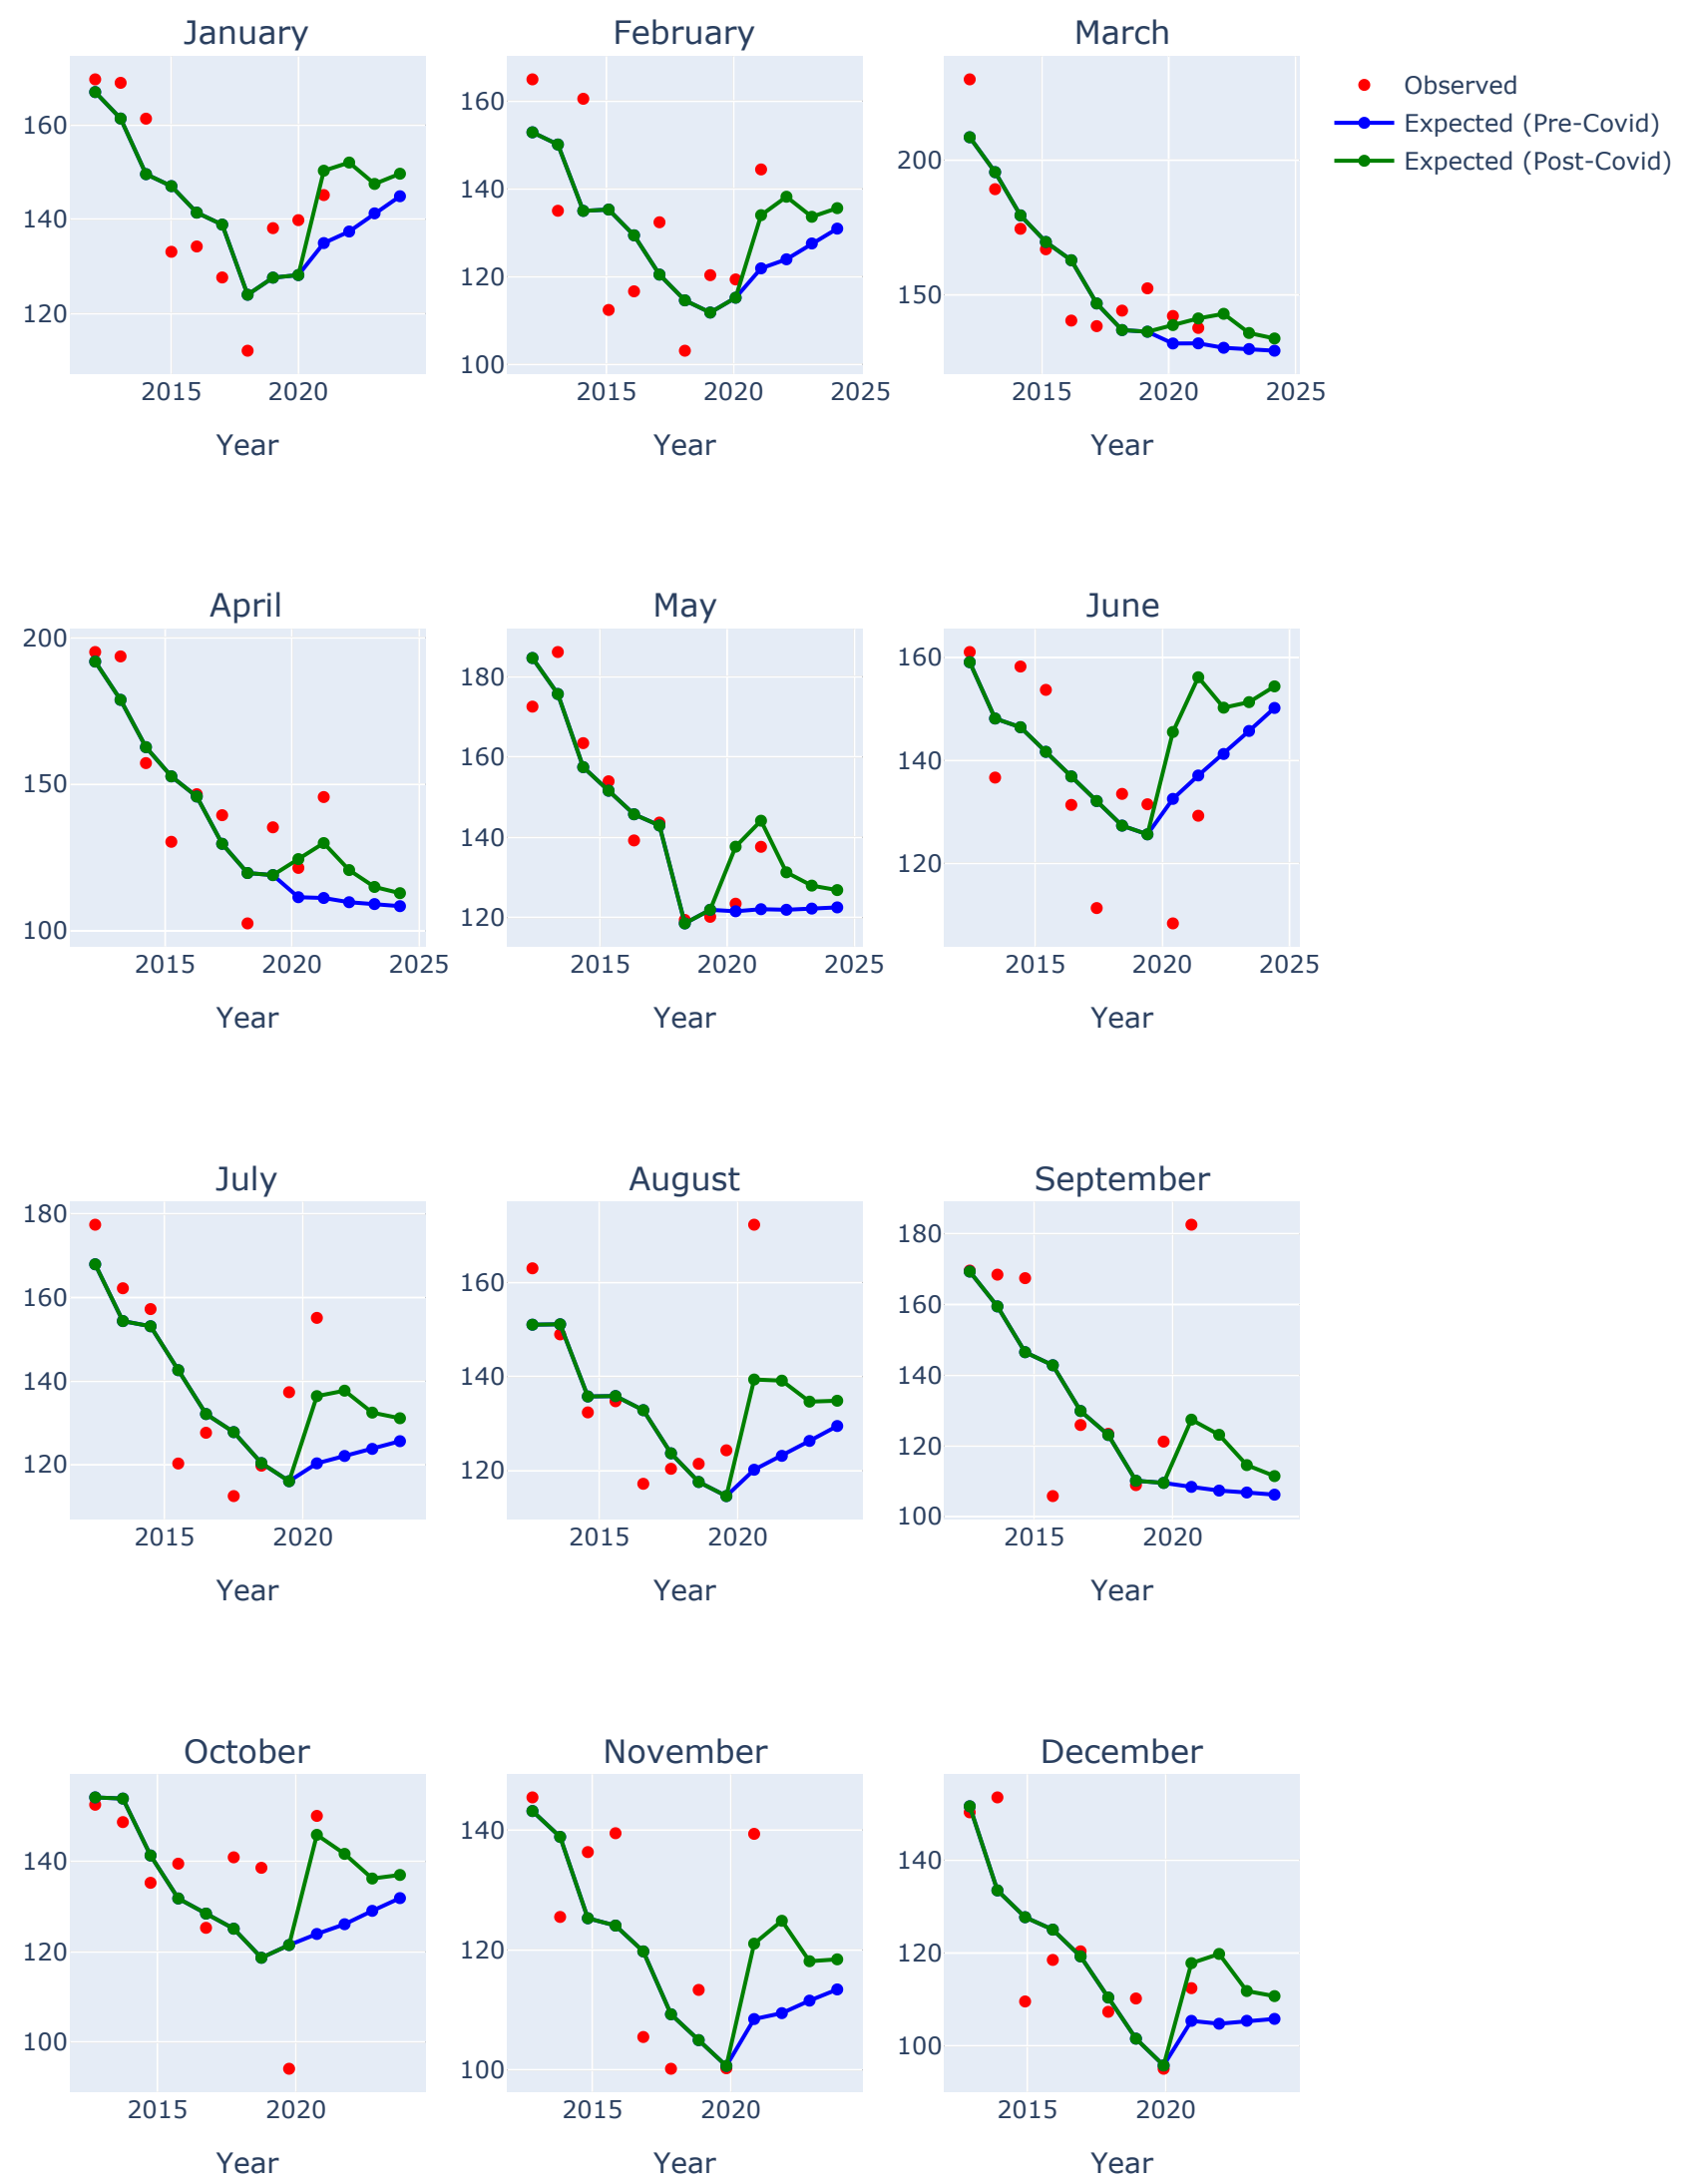 January
February
March
Observed
Expected (Pre-Covid)
Expected (Post-Covid)
160
140
120
2015
2020
Year
160
140
120
100
2015
2020
2025
Year
200
150
2015
2020
2025
Year
April
May
June
200
150
100
2015
2020
2025
Year
180
160
140
120
2015
2020
2025
Year
160
140
120
2015
2020
2025
Year
July
August
September
180
160
140
120
2015
2020
Year
160
140
120
2015
2020
Year
180
160
140
120
100
2015
2020
Year
October
November
December
140
120
100
2015
2020
Year
140
120
100
2015
2020
Year
140
120
100
2015
2020
Year